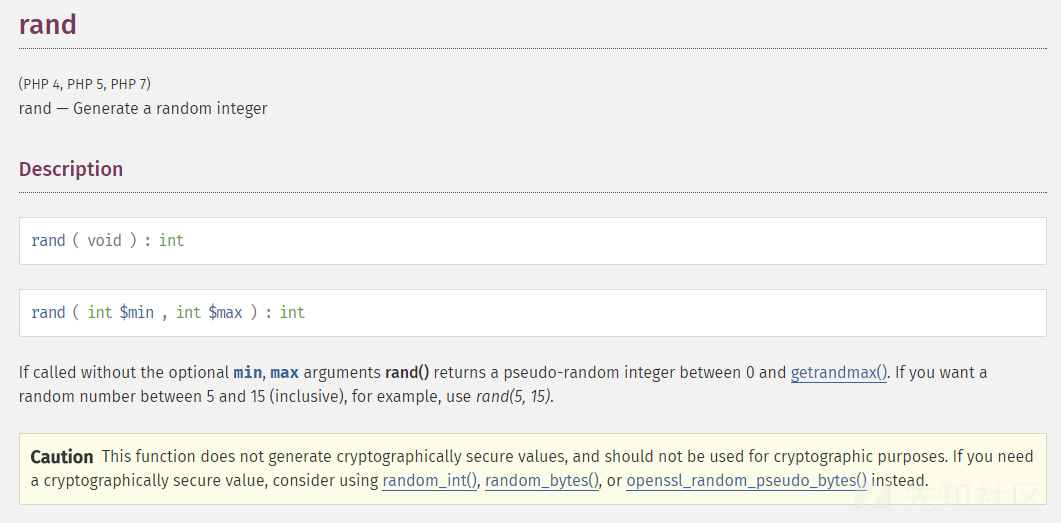 rand
(PHP 4, PHP 5, PHP 7)
rand — Generate a random integer
Description
rand ( void ) : int
rand ( int $min , int $max ) : int
If called without the optional min, max arguments rand() returns a pseudo-random integer between 0 and getrandmax(). If you want a
random number between 5 and 15 (inclusive), for example, use rand(5, 15).
Caution This function does not generate cryptographically secure values, and should not be used for cryptographic purposes. If you need
a cryptographically secure value, consider using random_int(), random_bytes(), or openssl_random_pseudo_bytes() instead.
先知社区